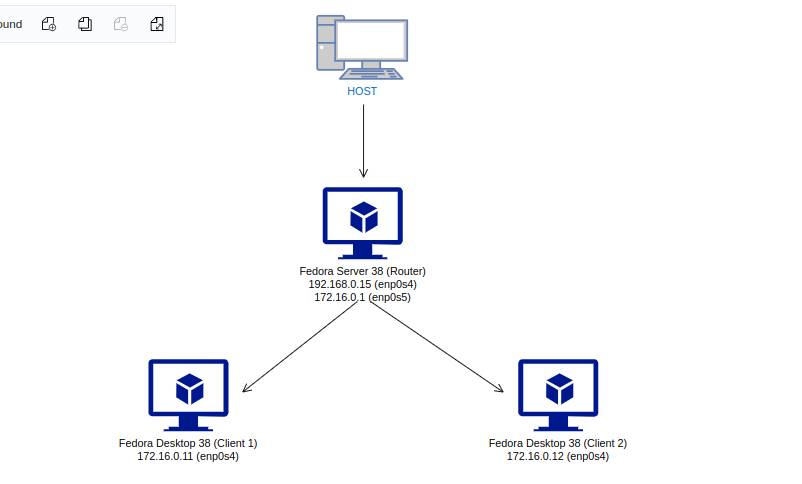 ound
HOST
Fedora Server 38 (Router)
192.168.0.15 (enp0s4)
172.16.0.1 (enp0s5)
Fedora Desktop 38 (Client 1)
172.16.0.11 (enp0s4)
Fedora Desktop 38 (Client 2)
172.16.0.12 (enp0s4)